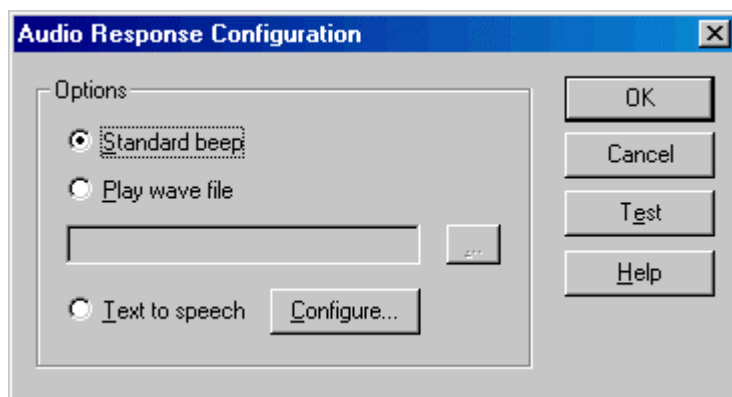 Audio Response Configuration
Options
Standard beep
Play wave file
...
Text to speech
Configure...
OK
Cancel
Test
Help